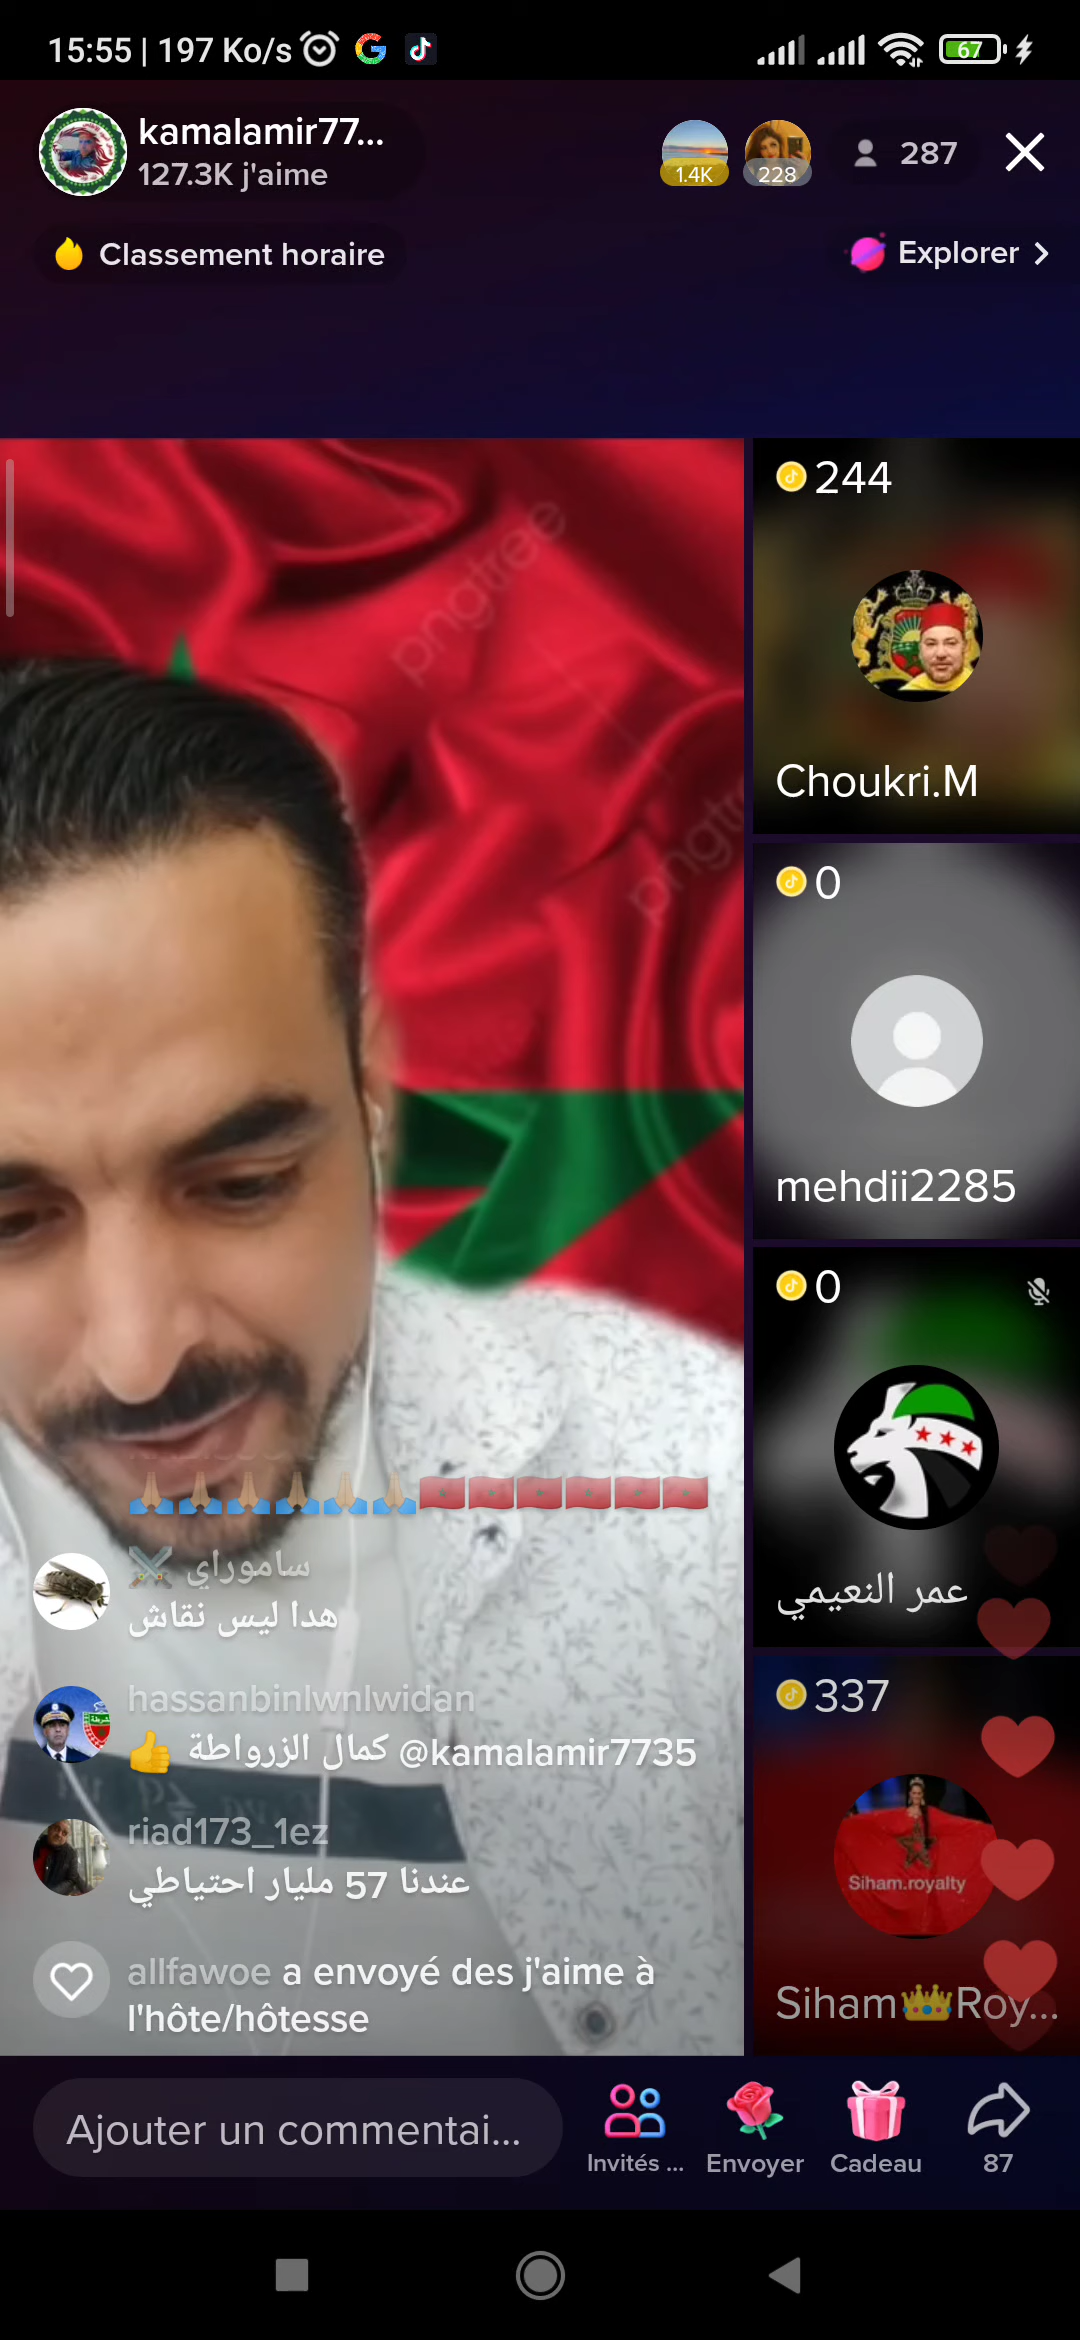 15:55 | 197 Ko/s
67
kamalamir77...
127.3K j'aime
1.4K
228
287
Classement horaire
Explorer
pngtree
244
Choukri.M
0
mehdii2285
0
عمر النعيمي
337
Siham.royalty
Siham👑Roy...
🙏🏼🙏🏼🙏🏼🙏🏼🙏🏼🙏🏼🇲🇦🇲🇦🇲🇦🇲🇦🇲🇦🇲🇦
ساموراي ⚔️
هدا ليس نقاش
hassanbinlwnlwidan
@kamalamir7735 كمال الزرواطة 👍
riad173_1ez
عندنا 57 مليار احتياطي
allfawoe a envoyé des j'aime à
l'hôte/hôtesse
Ajouter un commentai...
Invités ...
Envoyer
Cadeau
87